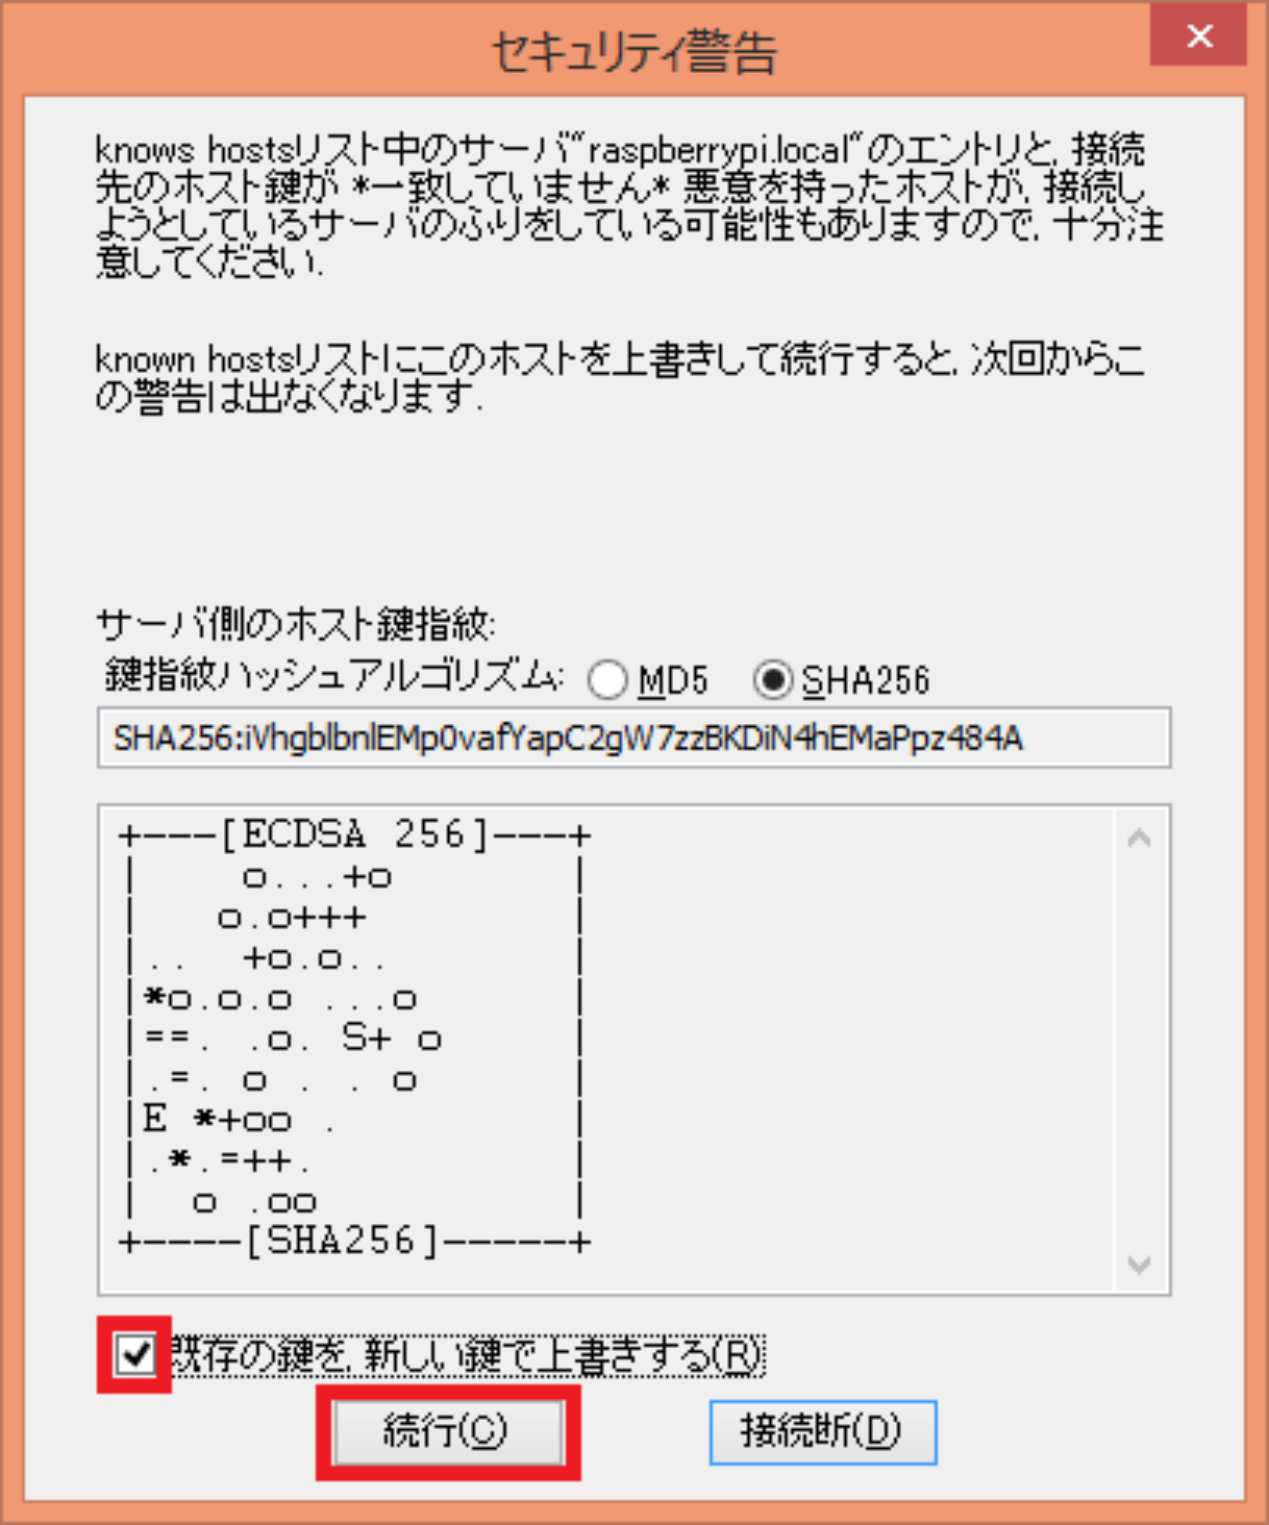 セキュリティ警告
knows hostsリスト中のサーバ"raspberrypi.local"のエントリと, 接続
先のホスト鍵が *一致していません* 悪意を持ったホストが, 接続し
ようとしているサーバのふりをしている可能性もありますので, 十分注
意してください.
known hostsリストにこのホストを上書きして続行すると, 次回からこ
の警告は出なくなります.
サーバ側のホスト鍵指紋:
鍵指紋ハッシュアルゴリズム: MD5 SHA256
SHA256:iVhgblbnlEMp0vafYapC2gW7zzBKDiN4hEMaPpz484A
+---[ECDSA 256]---+
|    o...+o       |
|   o.o+++        |
|..  +o.o..       |
|*o.o.o ...o      |
|==. .o. S+ o     |
|.=. o . . o      |
|E *+oo .         |
|.*.=++.          |
|  o .oo          |
+----[SHA256]-----+
既存の鍵を, 新しい鍵で上書きする(R)
続行(C) 接続断(D)